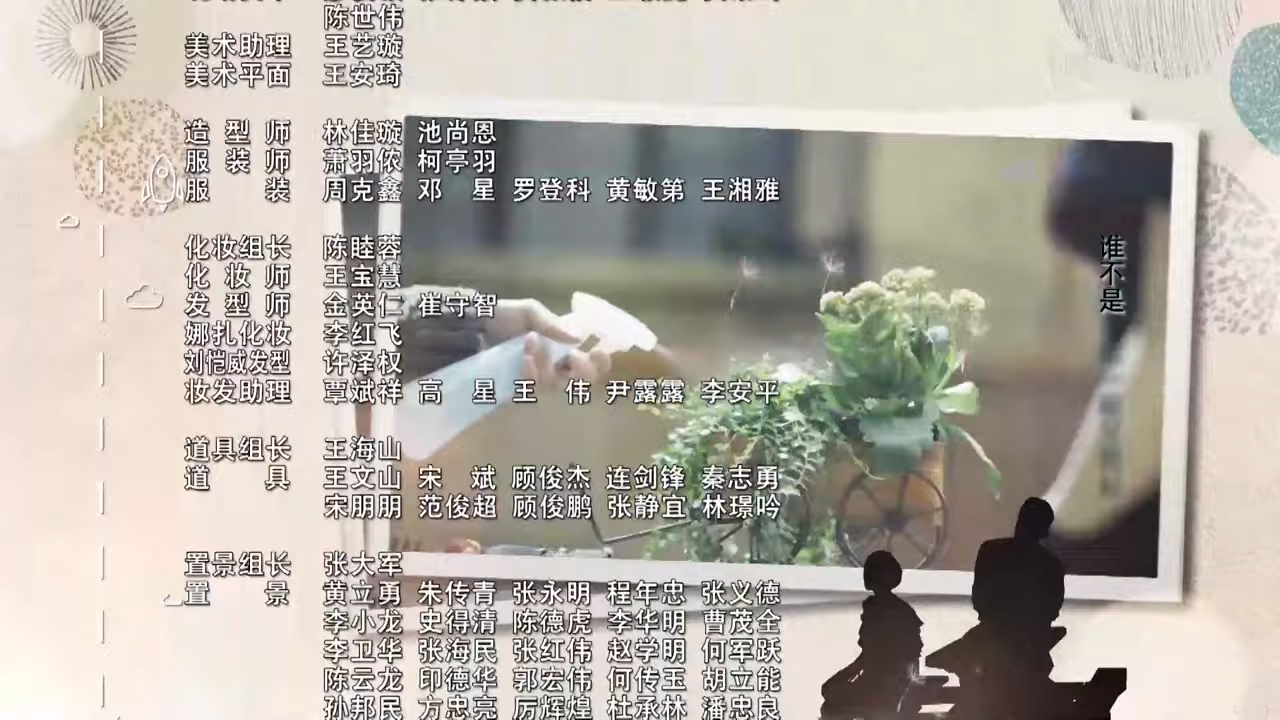 陈世伟
美术助理 王艺璇
美术平面 王安琦
造型师 林佳璇 池尚恩
服装师 萧羽侬 柯亭羽
服装 周克鑫 邓星 罗登科 黄敏第 王湘雅
化妆组长 陈睦蓉
化妆师 王宝慧
发型师 金英仁 崔守智
娜扎化妆 李红飞
刘恺威发型 许泽权
妆发助理 覃斌祥 高星 王伟 尹露露 李安平
道具组长 王海山
道具 王文山 宋斌 顾俊杰 连剑锋 秦志勇
宋朋朋 范俊超 顾俊鹏 张静宜 林璟吟
置景组长 张大军
置景 黄立勇 朱传青 张永明 程年忠 张义德
李小龙 史得清 陈德虎 李华明 曹茂全
李卫华 张海民 张红伟 赵学明 何军跃
陈云龙 印德华 郭宏伟 何传玉 胡立能
孙邦民 方忠亮 厉辉煌 杜承林 潘忠良
谁不是